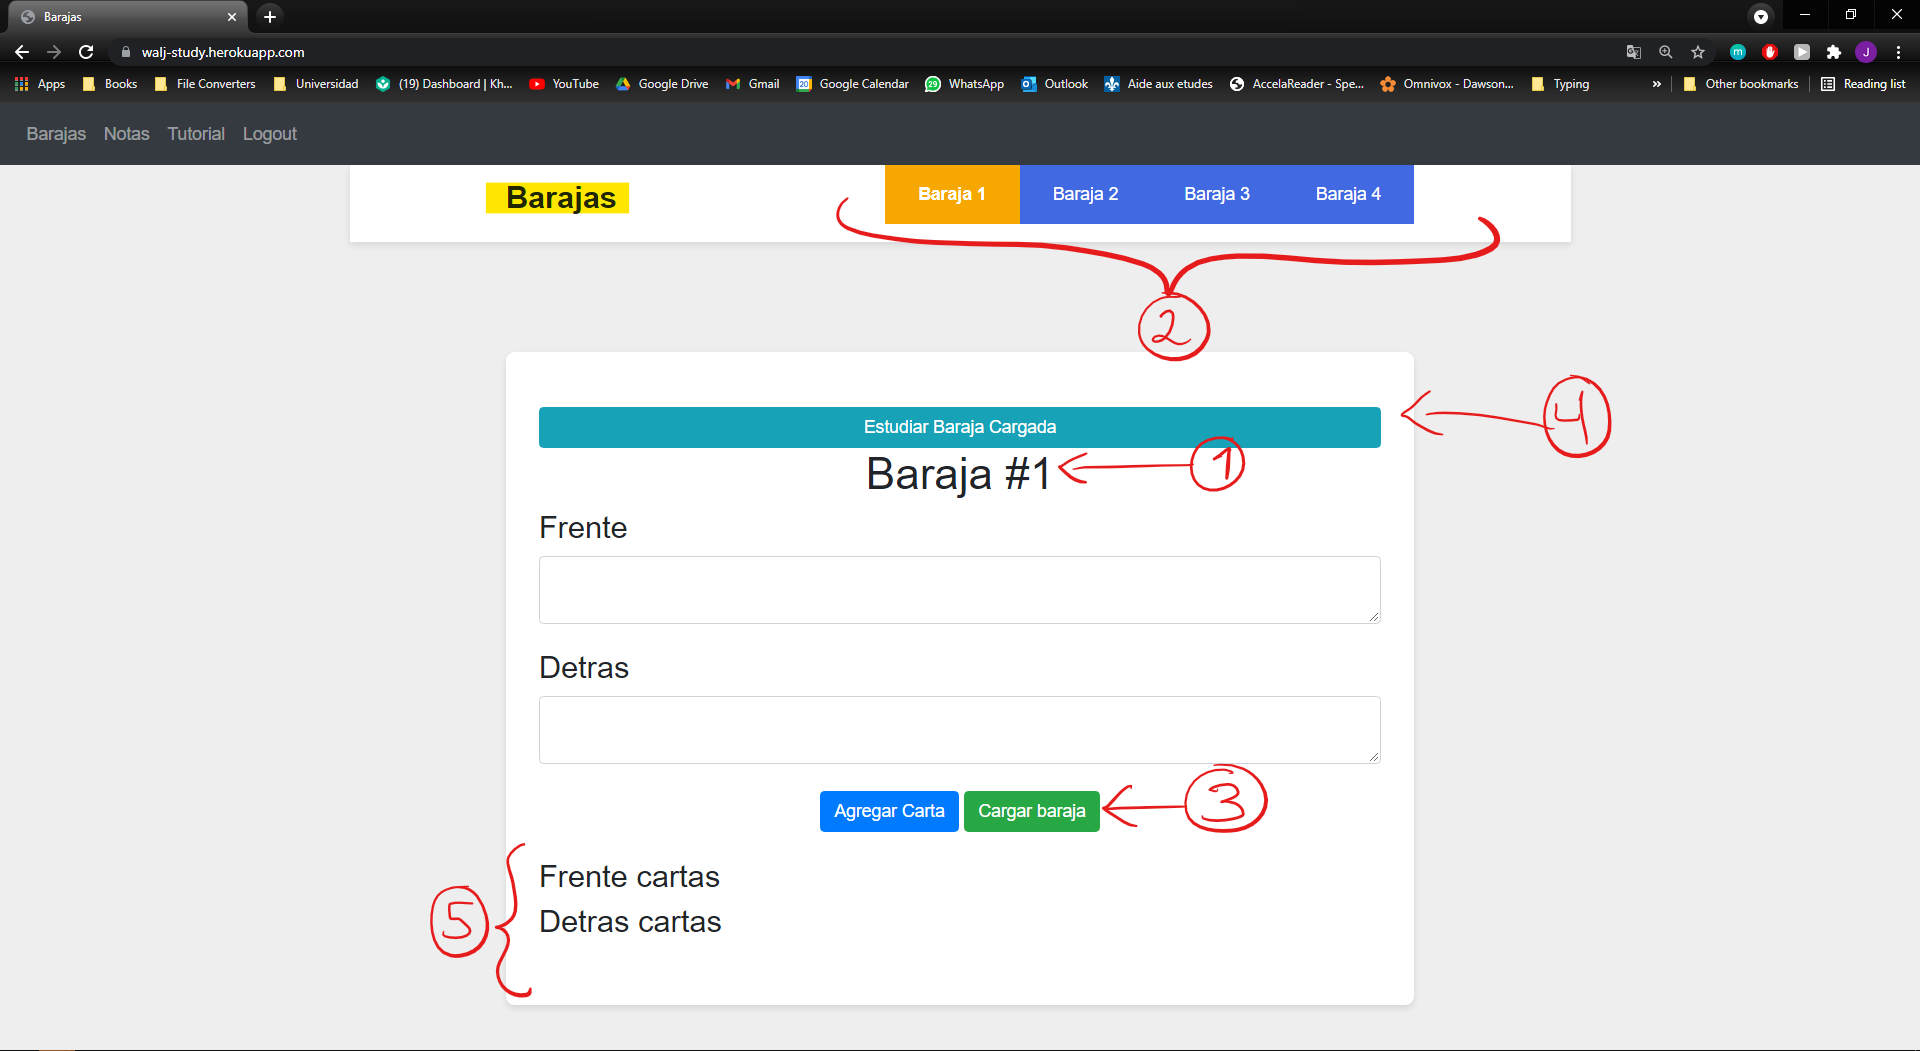 Barajas
walj-study.herokuapp.com
m J
Apps Books File Converters Universidad (19) Dashboard | Kh... YouTube Google Drive Gmail 20 Google Calendar 29 WhatsApp Outlook Aide aux etudes AccelaReader - Spe... Omnivox - Dawson... Typing » Other bookmarks Reading list
Barajas Notas Tutorial Logout
Barajas Baraja 1 Baraja 2 Baraja 3 Baraja 4
2
Estudiar Baraja Cargada 4
Baraja #1 1
Frente
Detras
Agregar Carta Cargar baraja 3
Frente cartas
5 Detras cartas